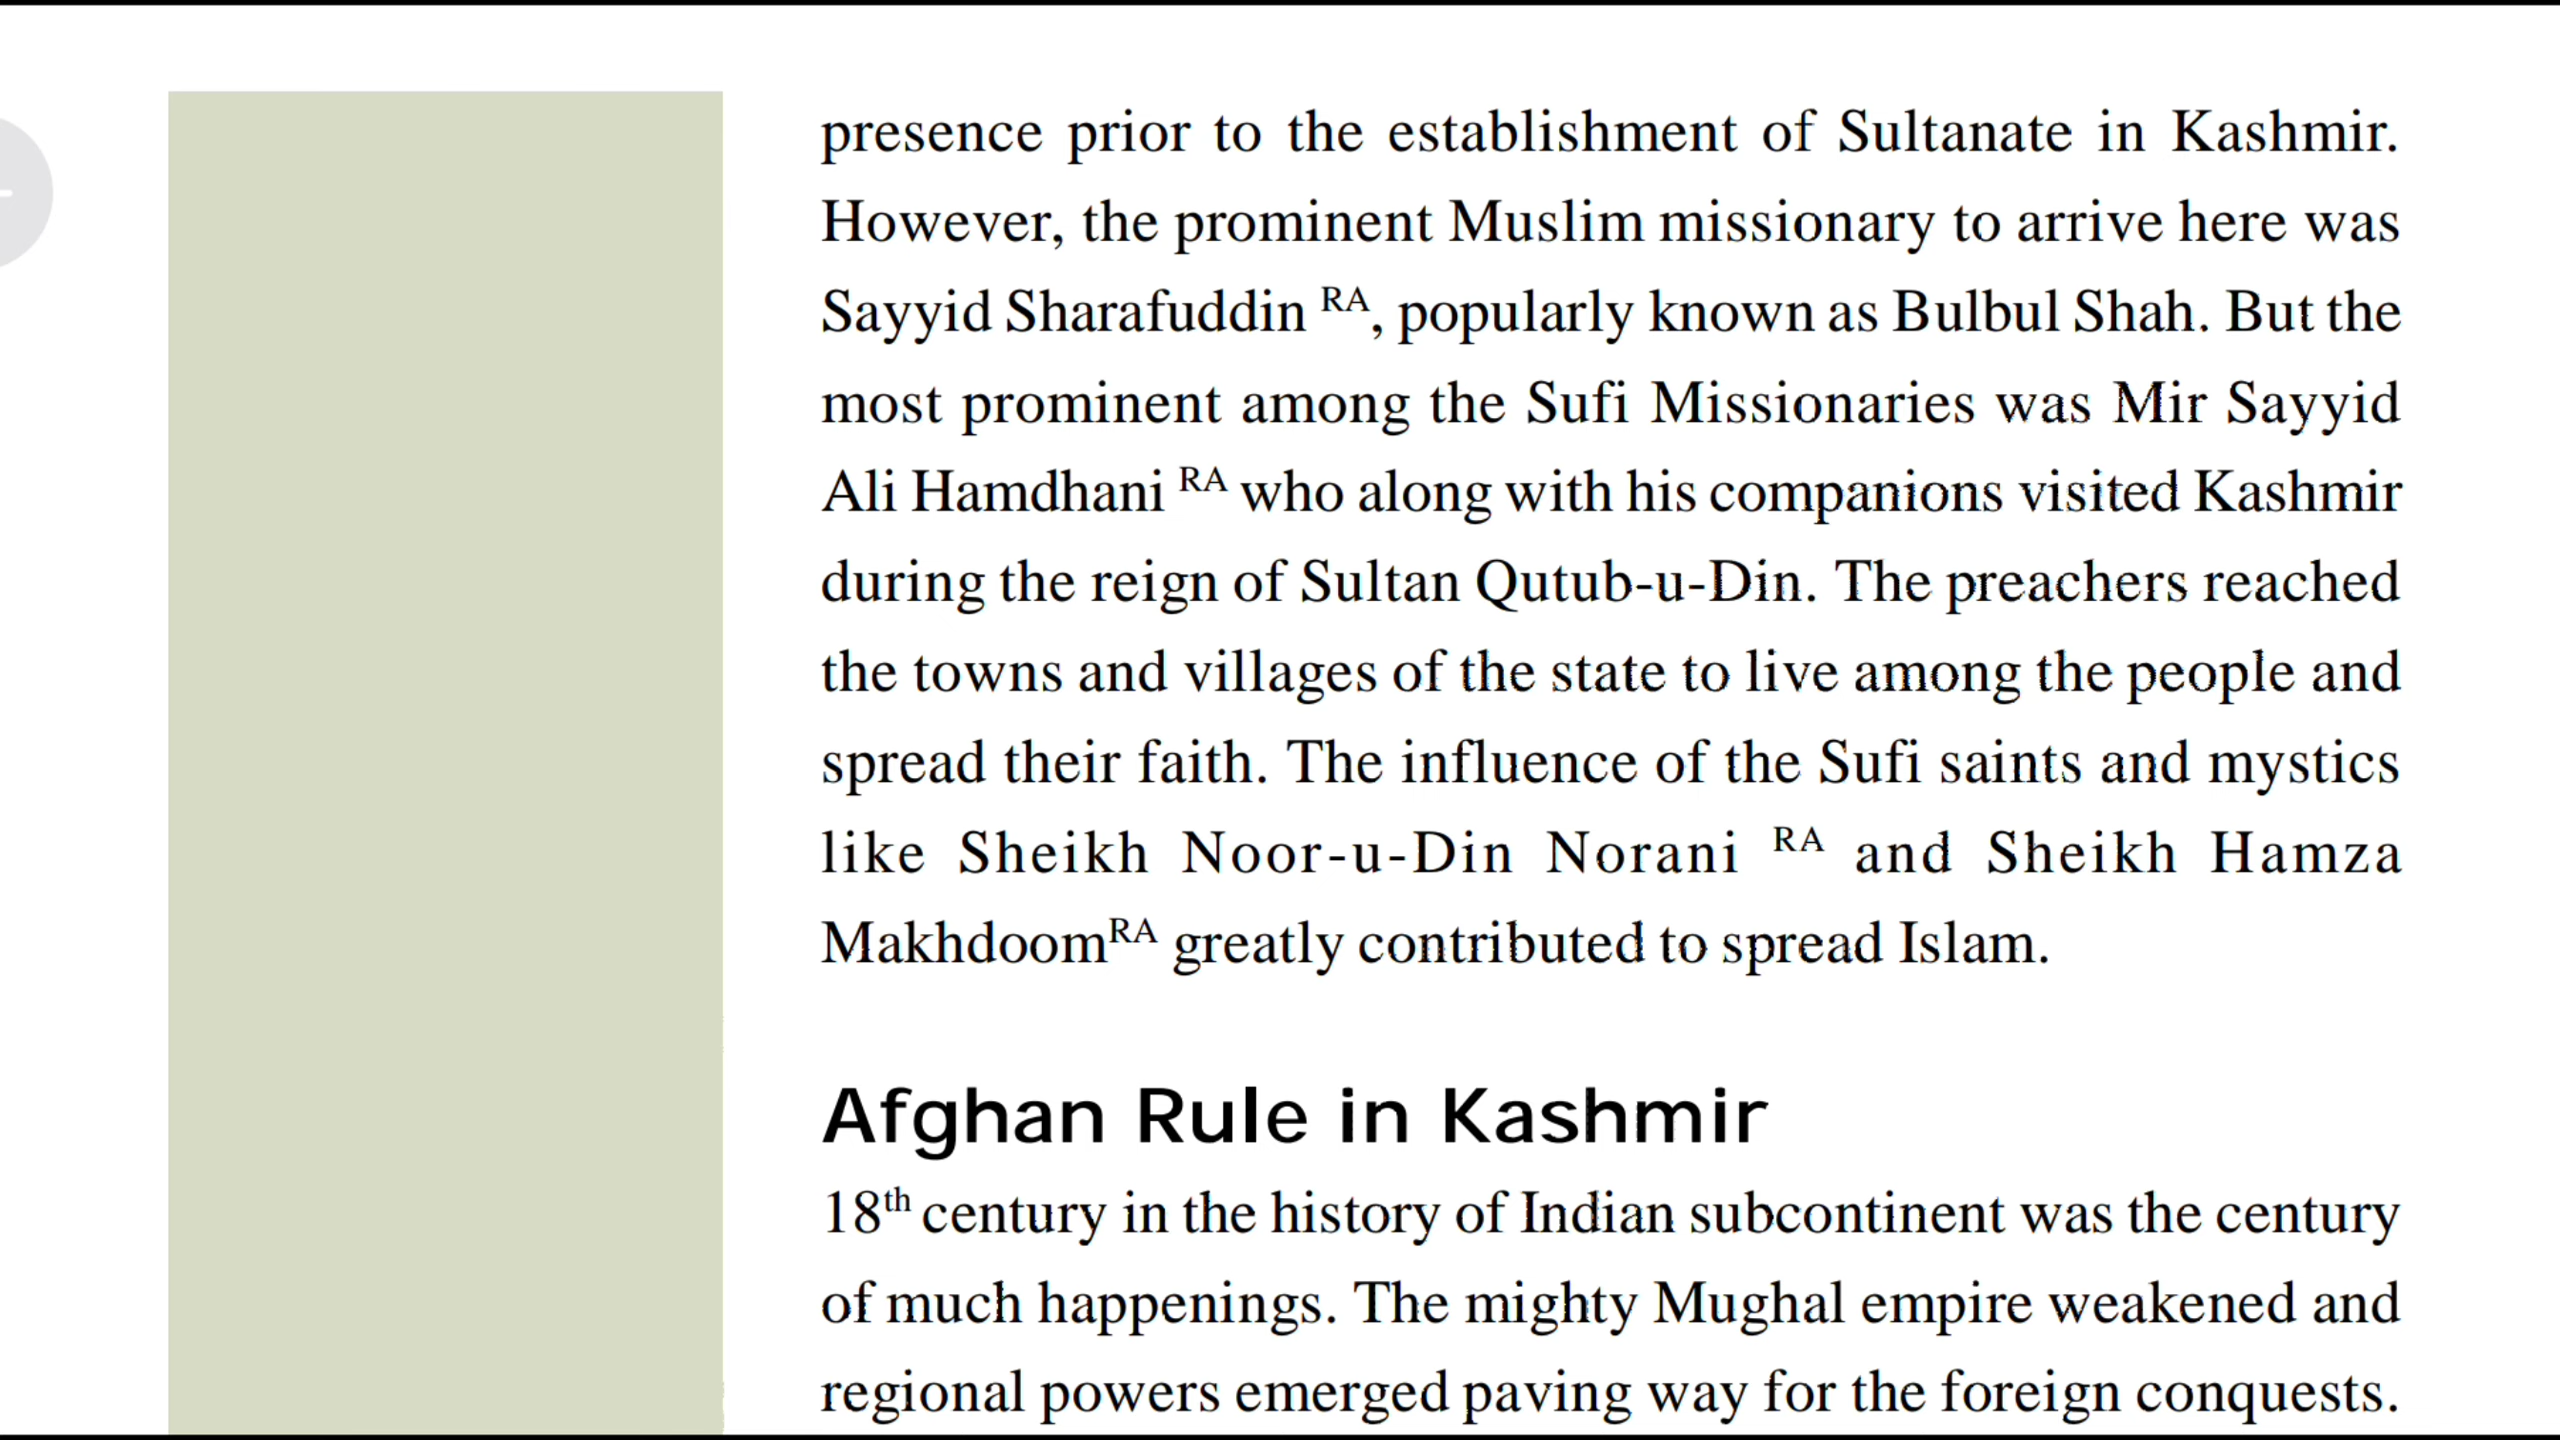 presence prior to the establishment of Sultanate in Kashmir.
However, the prominent Muslim missionary to arrive here was
Sayyid Sharafuddin RA, popularly known as Bulbul Shah. But the
most prominent among the Sufi Missionaries was Mir Sayyid
Ali Hamdhani RA who along with his companions visited Kashmir
during the reign of Sultan Qutub-u-Din. The preachers reached
the towns and villages of the state to live among the people and
spread their faith. The influence of the Sufi saints and mystics
like Sheikh Noor-u-Din Norani RA and Sheikh Hamza
MakhdoomRA greatly contributed to spread Islam.
Afghan Rule in Kashmir
18th century in the history of Indian subcontinent was the century
of much happenings. The mighty Mughal empire weakened and
regional powers emerged paving way for the foreign conquests.